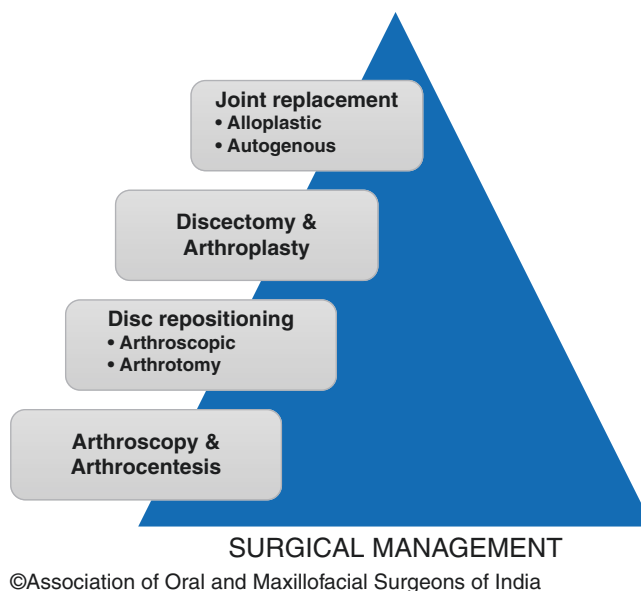 Joint replacement
• Alloplastic
• Autogenous
Discectomy &
Arthroplasty
Disc repositioning
• Arthroscopic
• Arthrotomy
Arthroscopy &
Arthrocentesis
SURGICAL MANAGEMENT
©Association of Oral and Maxillofacial Surgeons of India